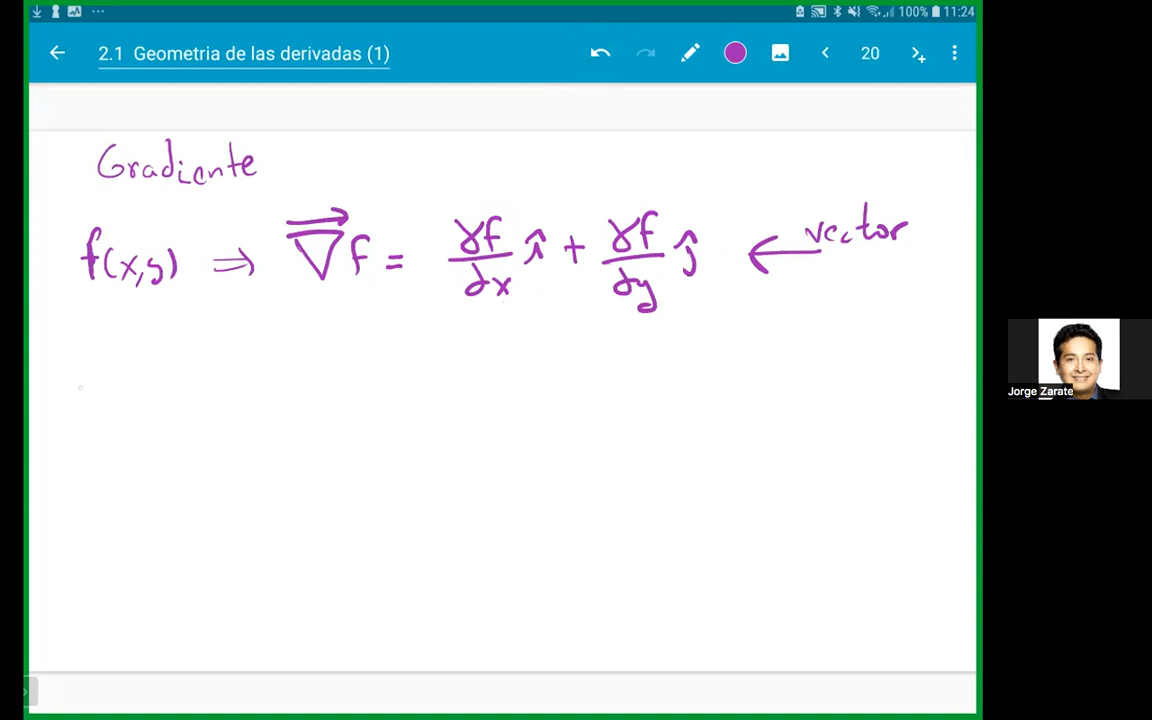 100% 11:24
2.1 Geometria de las derivadas (1)
20
Gradiente
f(x,y) ⇒ ∇⃗f = ∂f/∂x î + ∂f/∂y ĵ ← vector
Jorge Zarate